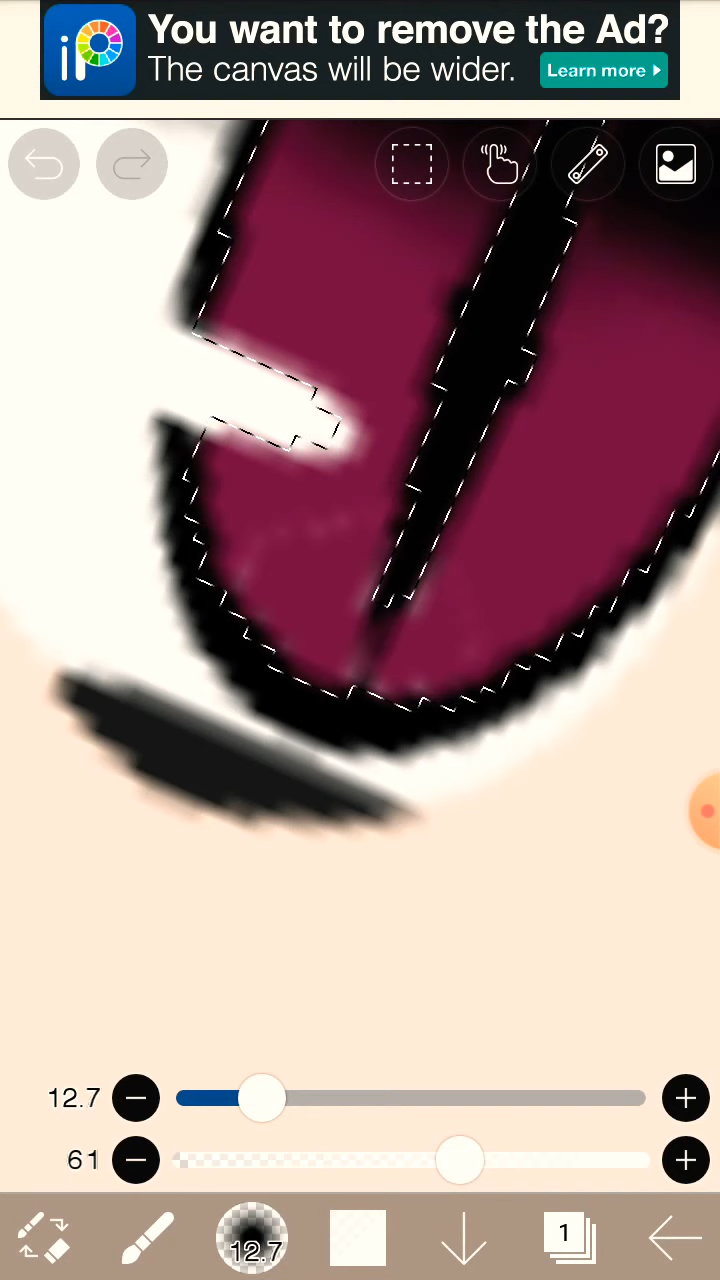 iP
You want to remove the Ad?
The canvas will be wider.
Learn more
12.7
61
12.7
1